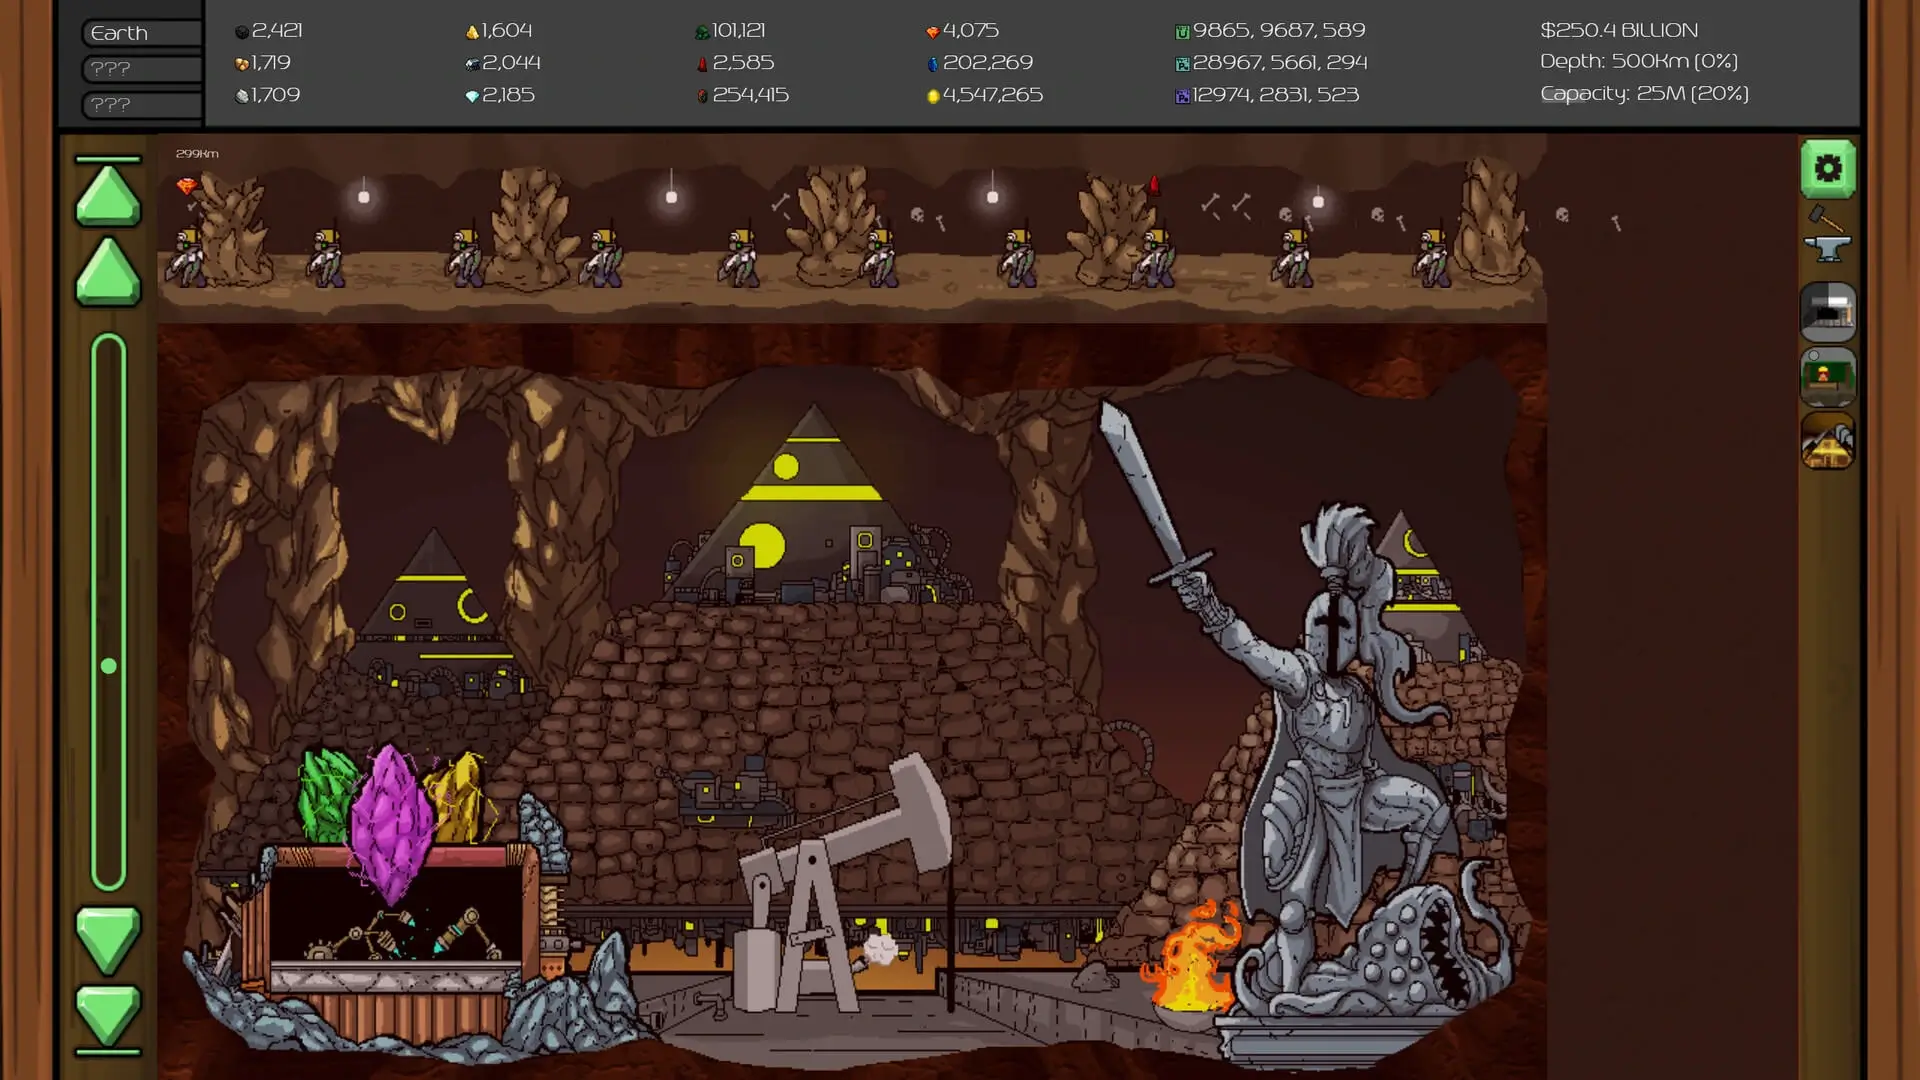 Earth
???
???
2,421
1,719
1,709
1,604
2,044
2,185
101,121
2,585
254,415
4,075
202,269
4,547,265
9865, 9687, 589
28967, 5661, 294
12974, 2831, 523
$250.4 BILLION
Depth: 500Km (0%)
Capacity: 25M (20%)
299Km